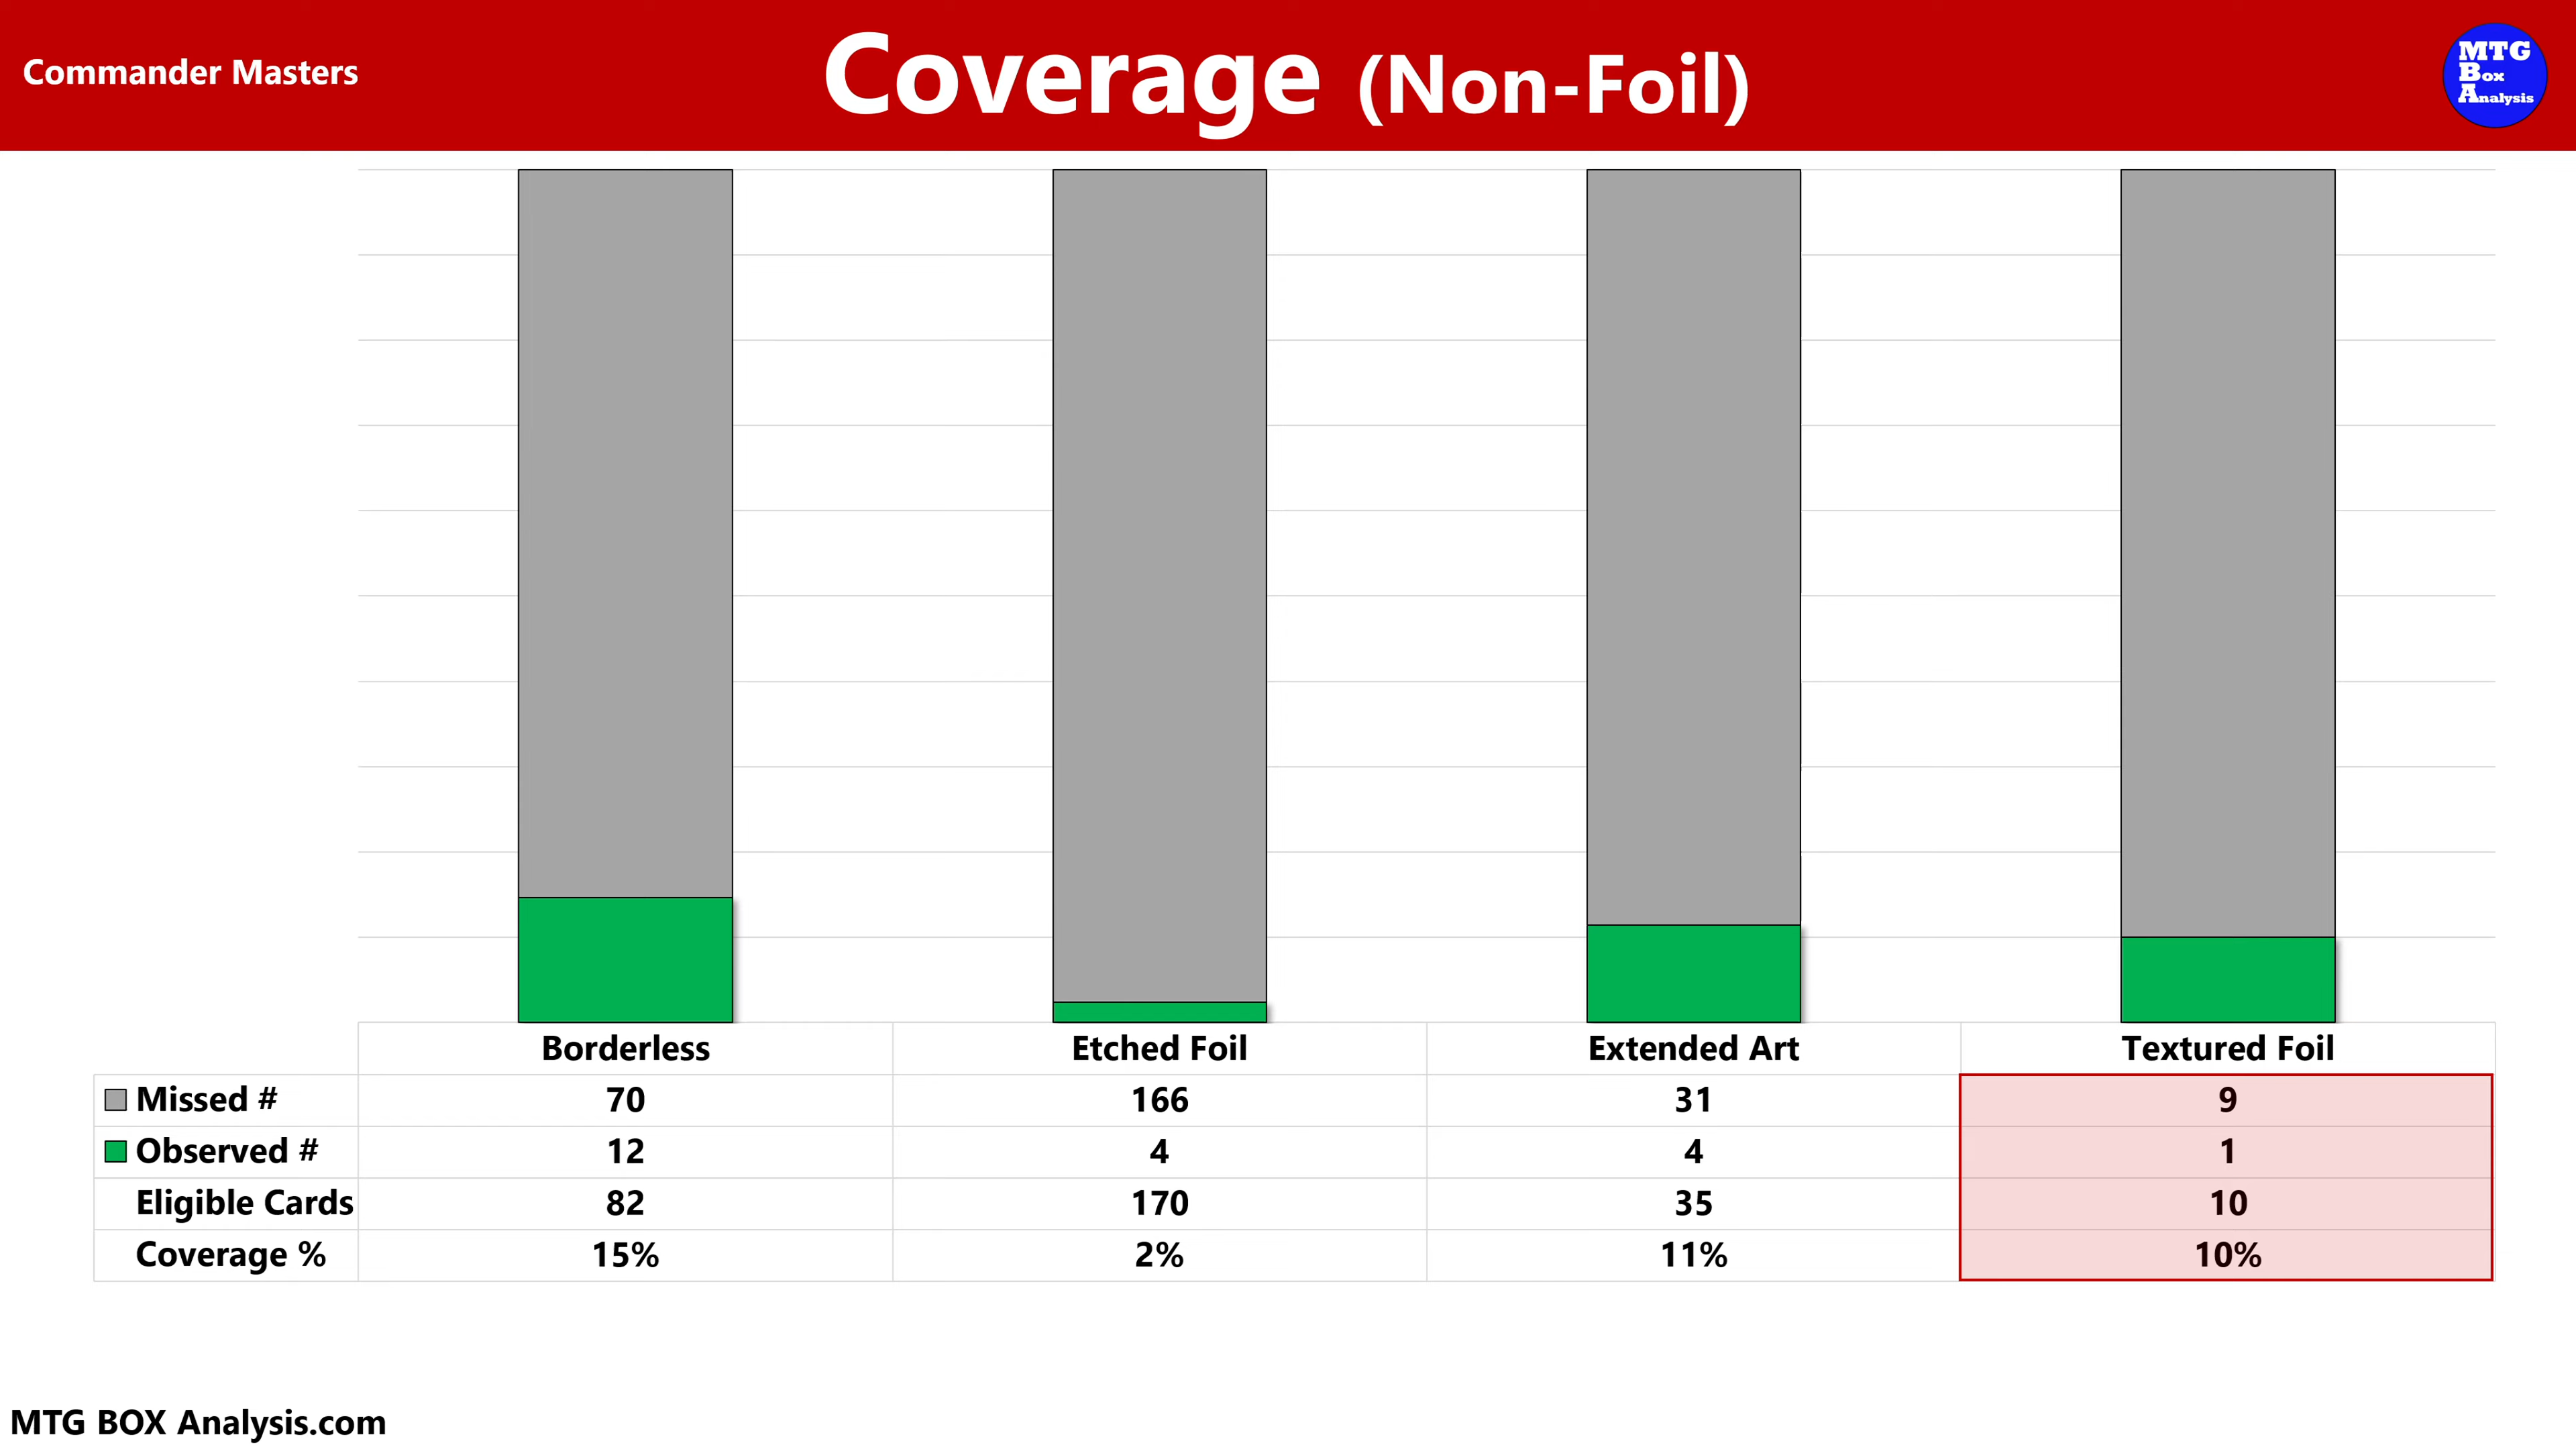 Commander Masters
Coverage (Non-Foil)
MTG
Box
Analysis
Borderless Etched Foil Extended Art Textured Foil
Missed # 70 166 31 9
Observed # 12 4 4 1
Eligible Cards 82 170 35 10
Coverage % 15% 2% 11% 10%
MTG BOX Analysis.com